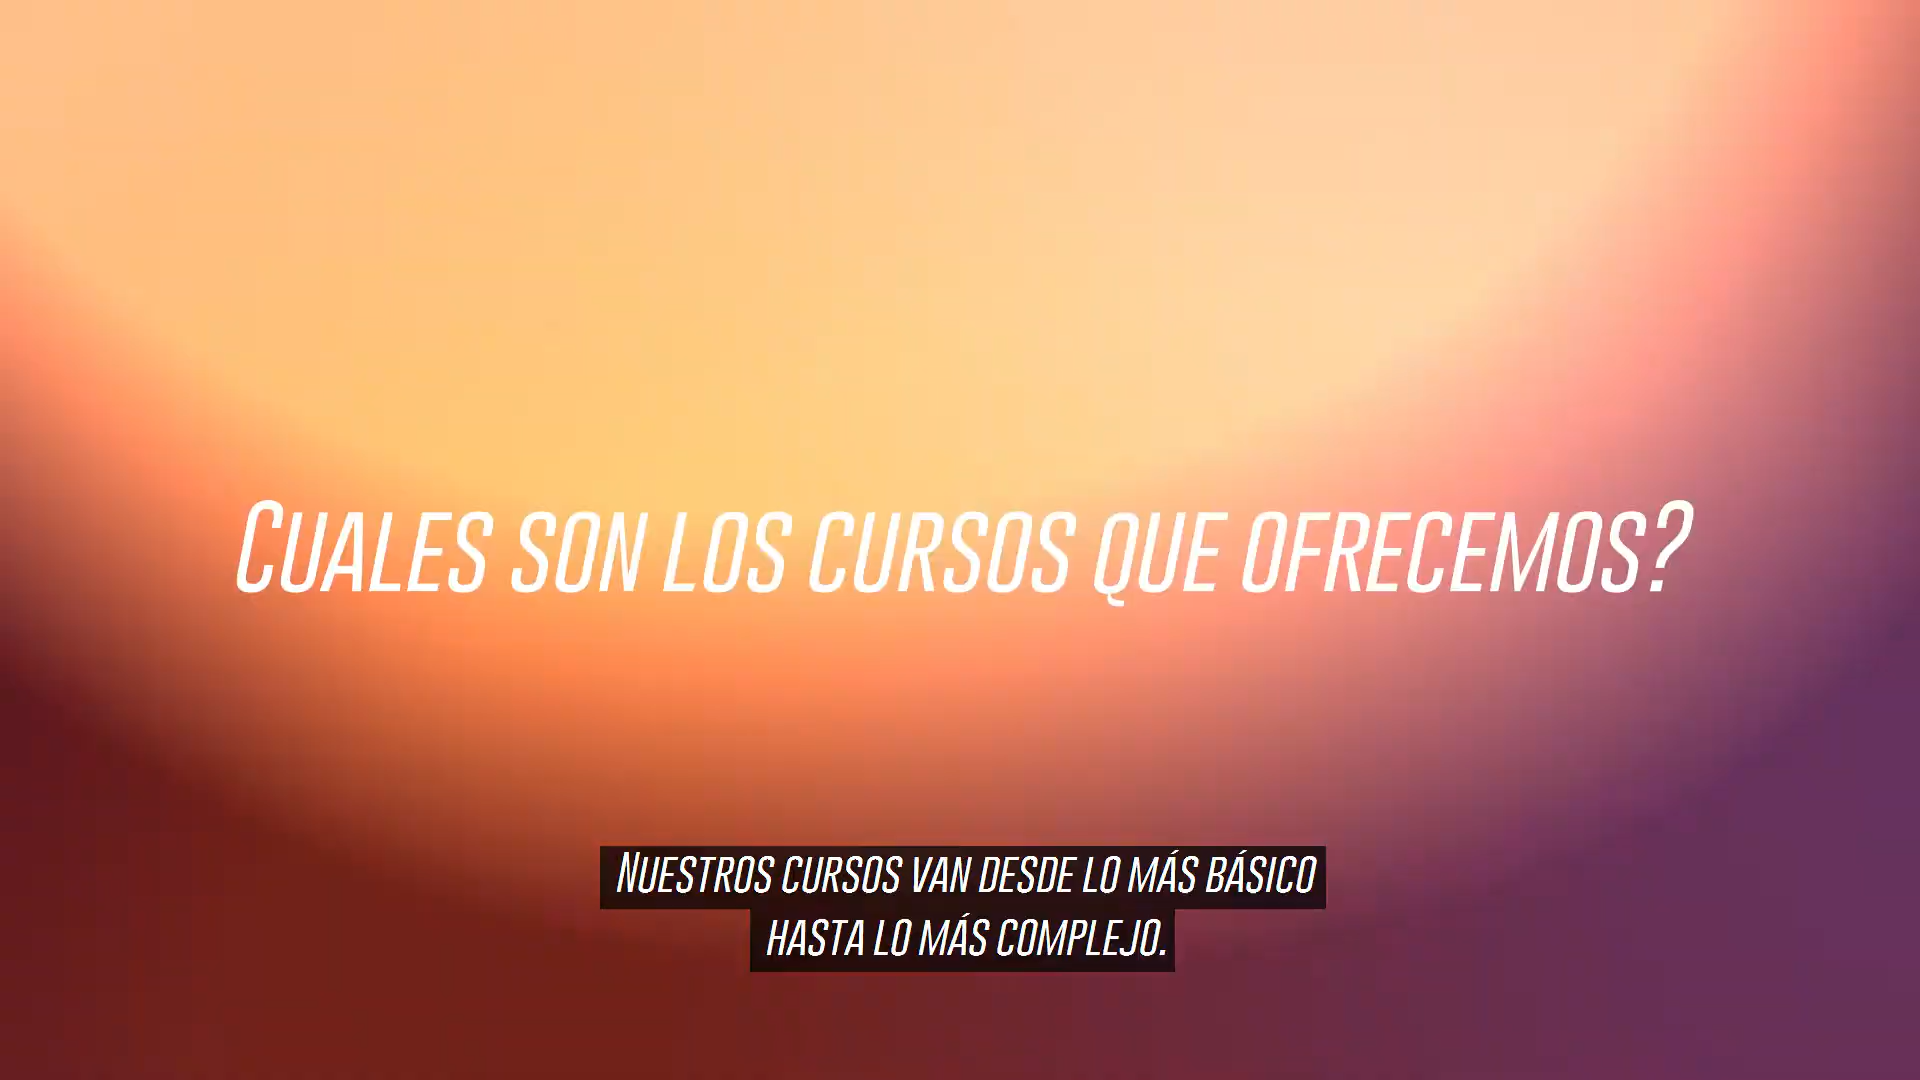 Cuales son los cursos que ofrecemos?
Nuestros cursos van desde lo más básico
hasta lo más complejo.